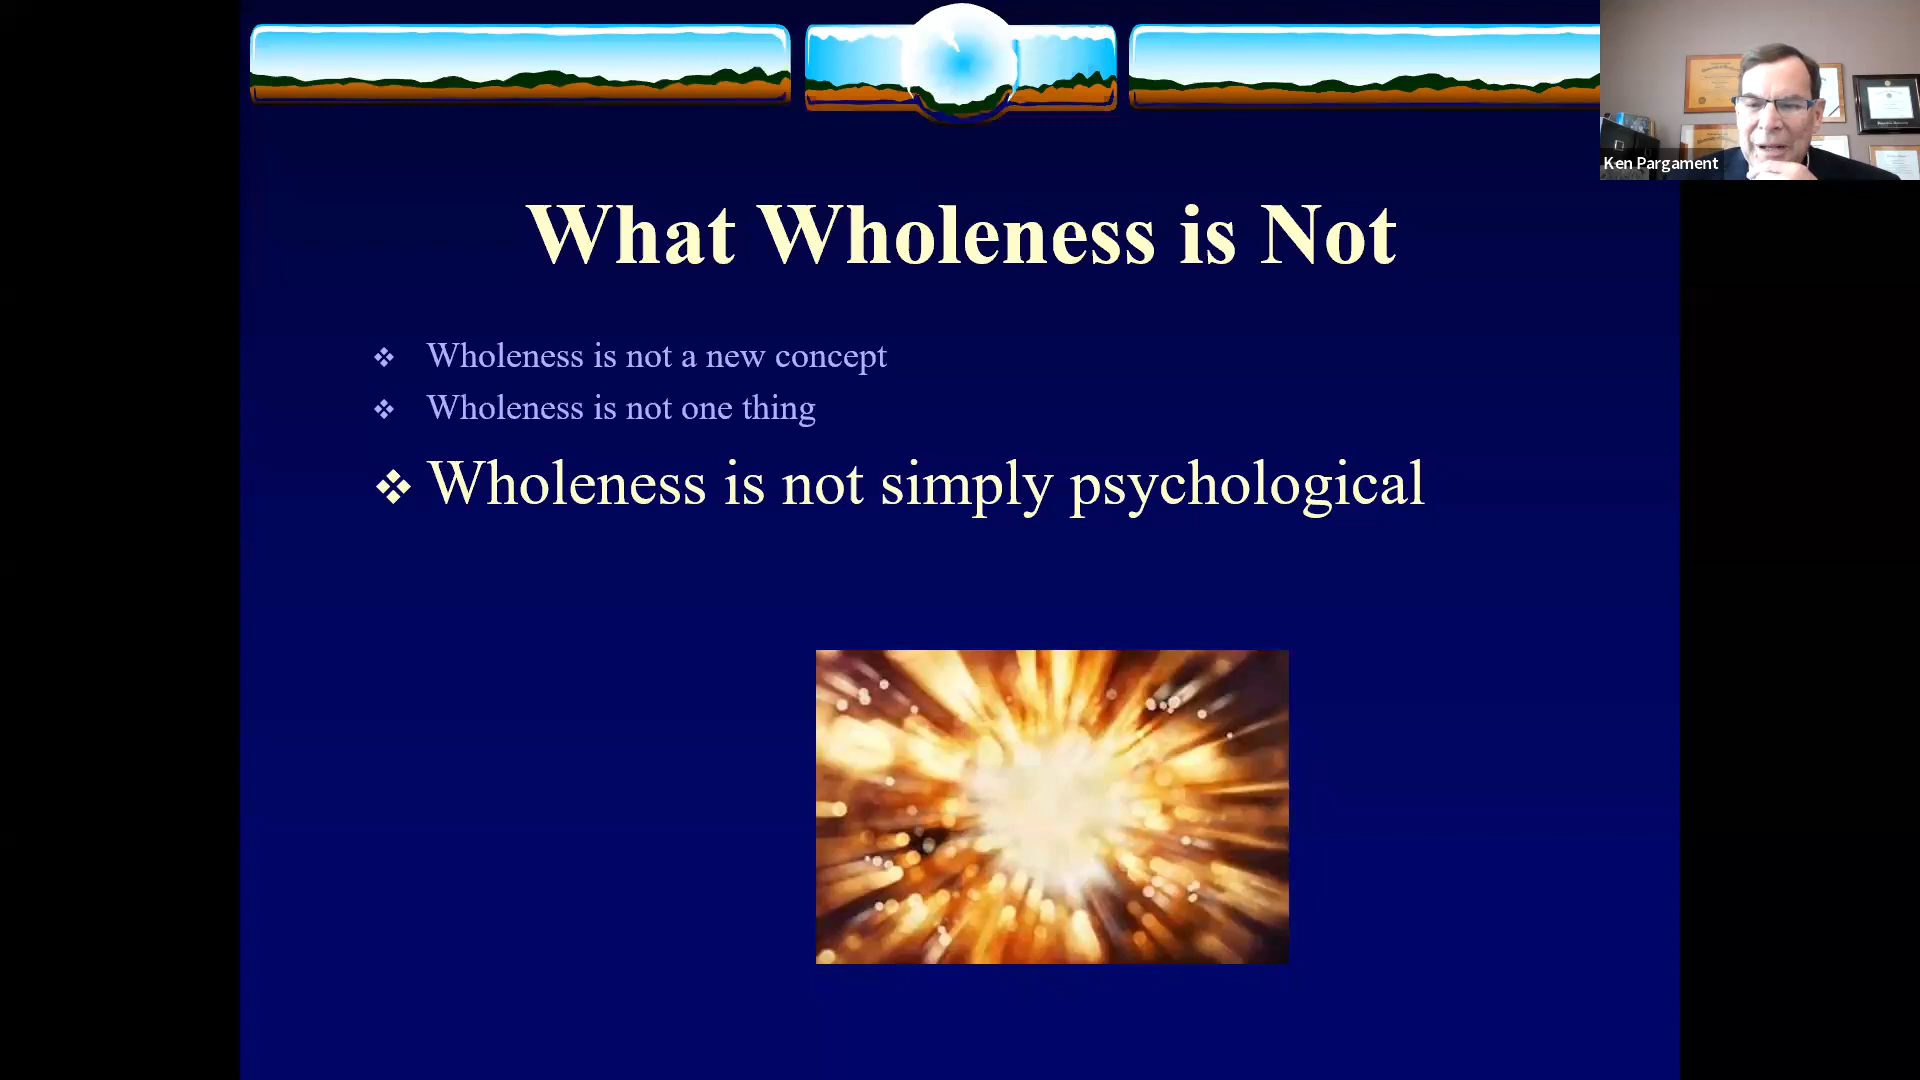 What Wholeness is Not
Wholeness is not a new concept
Wholeness is not one thing
Wholeness is not simply psychological
Ken Pargament